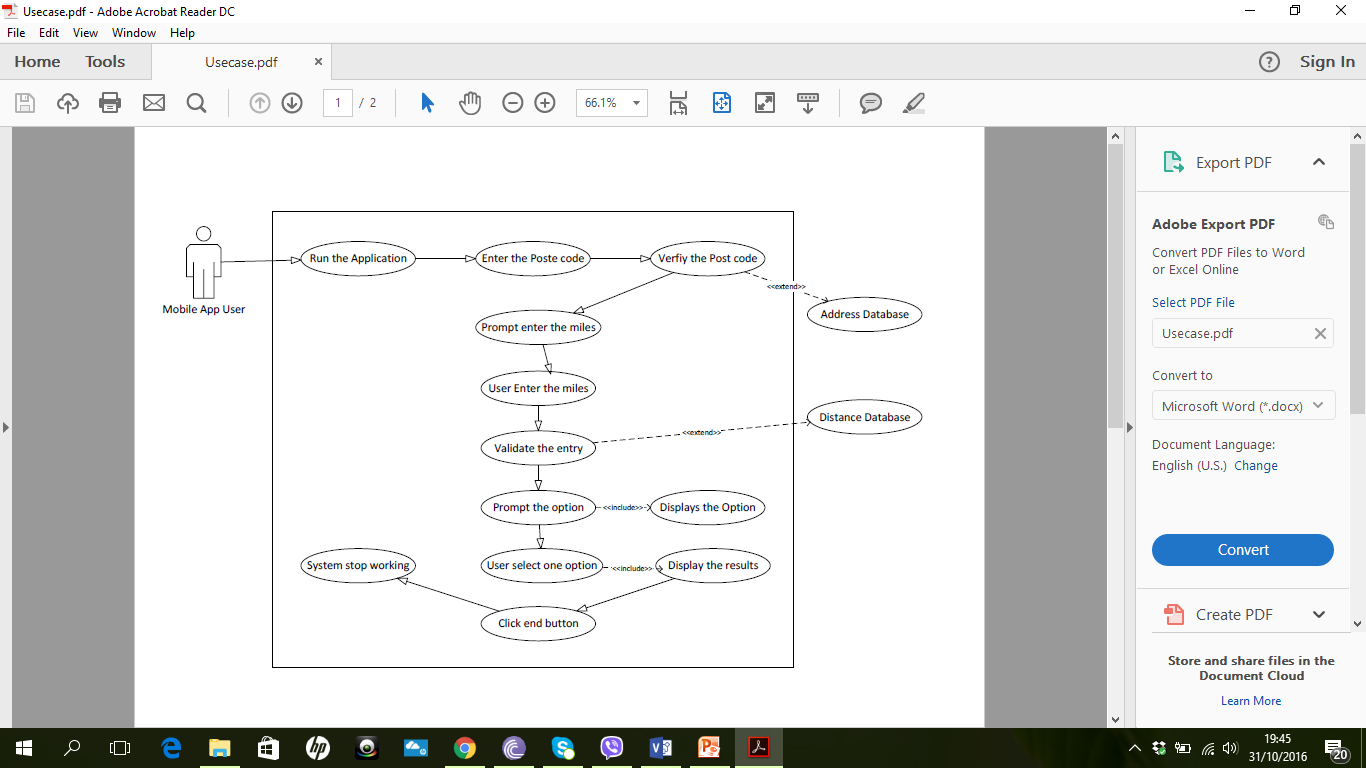 Usecase.pdf - Adobe Acrobat Reader DC
File Edit View Window Help
Home Tools Usecase.pdf × ? Sign In
1 / 2 66.1%
Export PDF
Adobe Export PDF
Convert PDF Files to Word
or Excel Online
Select PDF File
Usecase.pdf
Convert to
Microsoft Word (*.docx)
Document Language:
English (U.S.) Change
Convert
Create PDF
Store and share files in the
Document Cloud
Learn More
Mobile App User
Run the Application
Enter the Poste code
Verfiy the Post code
<<extend>>
Address Database
Prompt enter the miles
User Enter the miles
Validate the entry
<<extend>>
Distance Database
Prompt the option
<<include>>
Displays the Option
User select one option
<<include>>
Display the results
System stop working
Click end button
19:45
31/10/2016
20